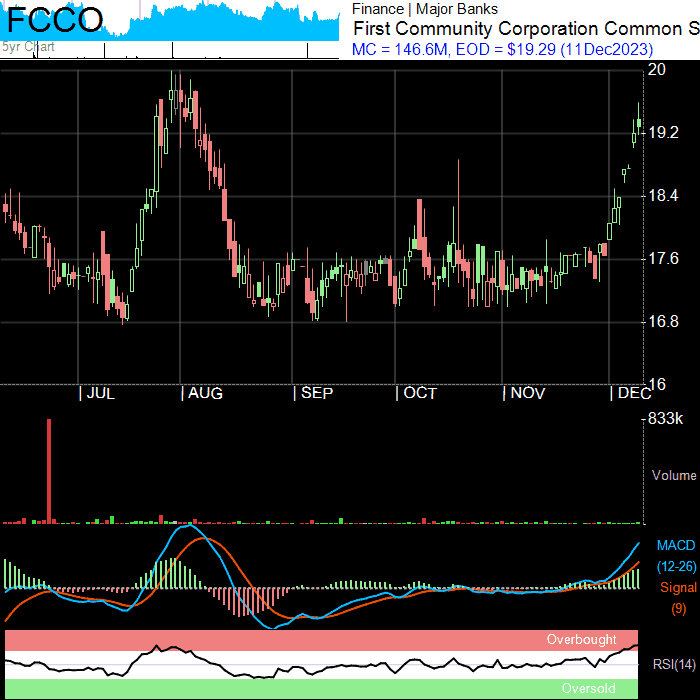 FCCO
5yr Chart
Finance | Major Banks
First Community Corporation Common S
MC = 146.6M, EOD = $19.29 (11Dec2023)
20
19.2
18.4
17.6
16.8
16
JUL
AUG
SEP
OCT
NOV
DEC
833k
Volume
MACD
(12-26)
Signal
(9)
Overbought
RSI(14)
Oversold